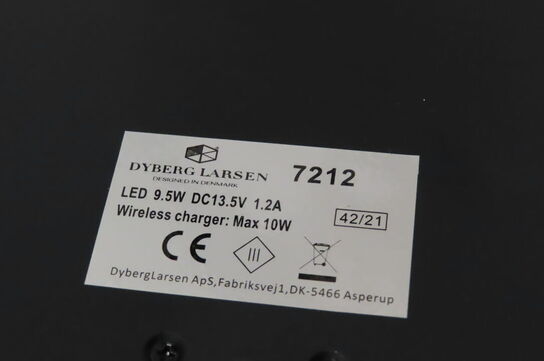 DYBERG LARSEN
DESIGNED IN DENMARK
7212
LED 9.5W DC13.5V 1.2A
Wireless charger: Max 10W
42/21
CE
III
DybergLarsen ApS,Fabriksvej1,DK-5466 Asperup